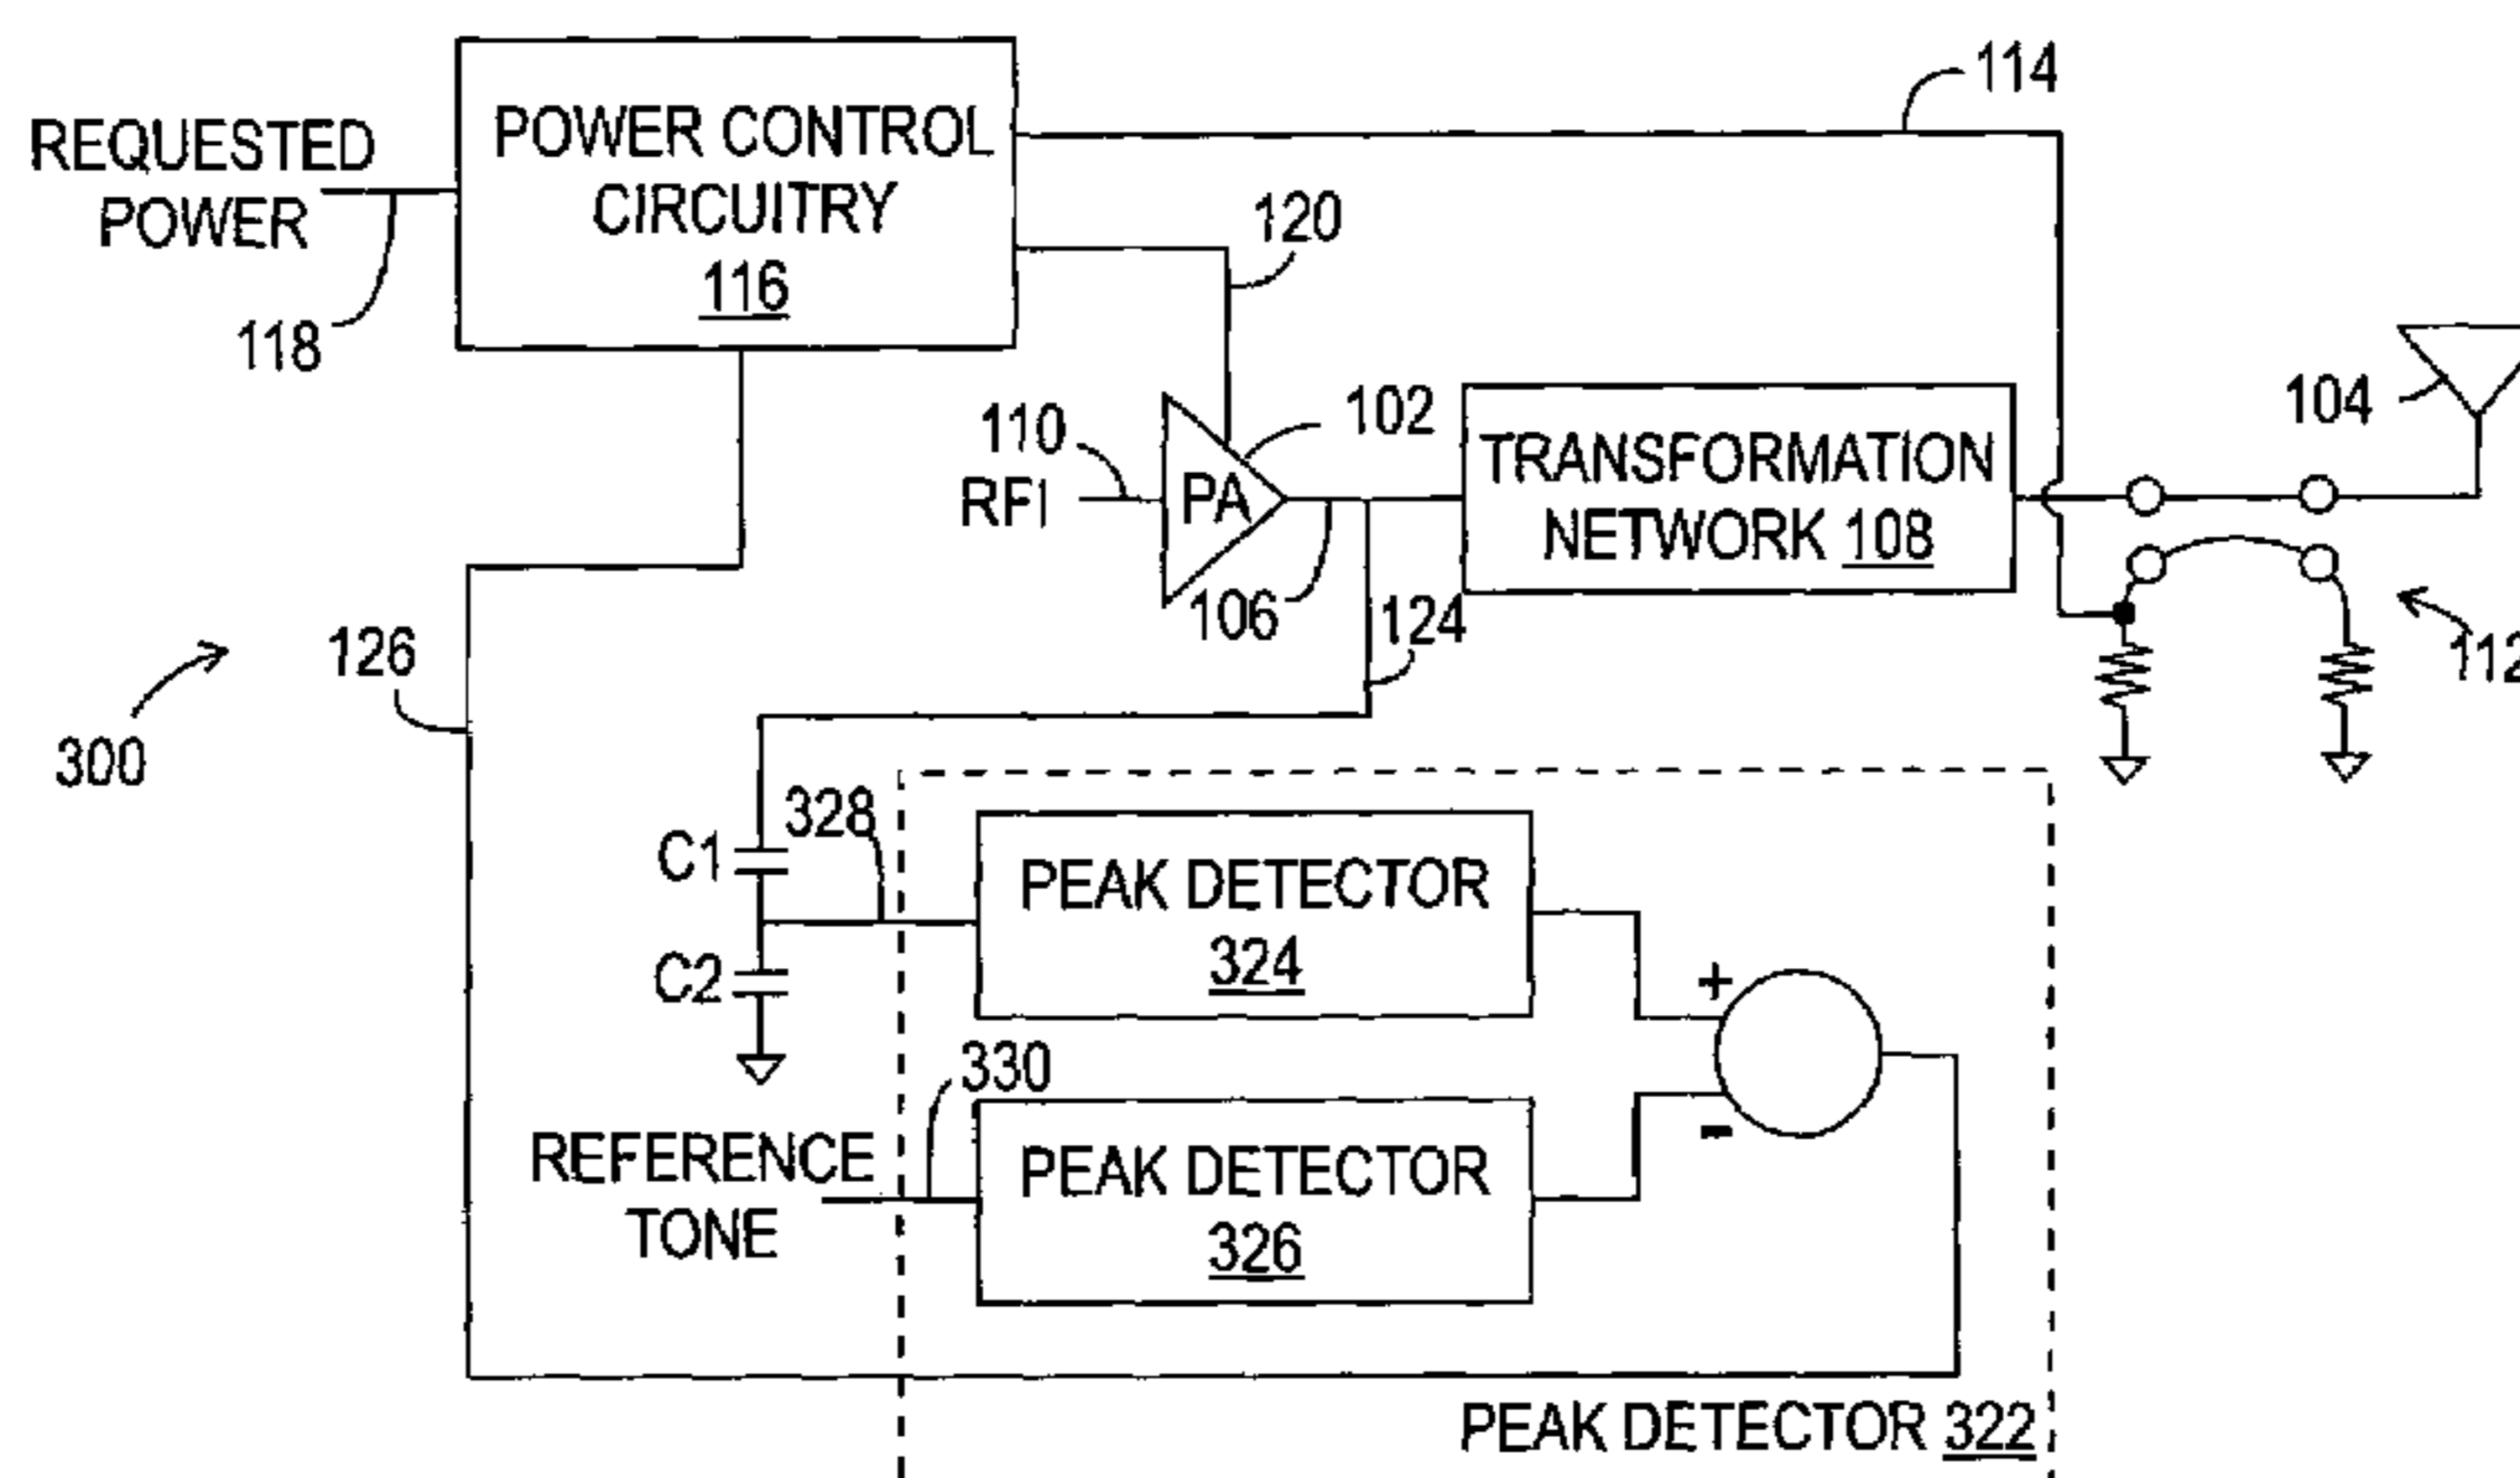 114
REQUESTED
POWER
POWER CONTROL
CIRCUITRY
116
120
118
104
110
RFI
PA
102
TRANSFORMATION
NETWORK 108
106
124
126
300
328
C1
C2
PEAK DETECTOR
324
+
-
330
REFERENCE
TONE
PEAK DETECTOR
326
PEAK DETECTOR 322